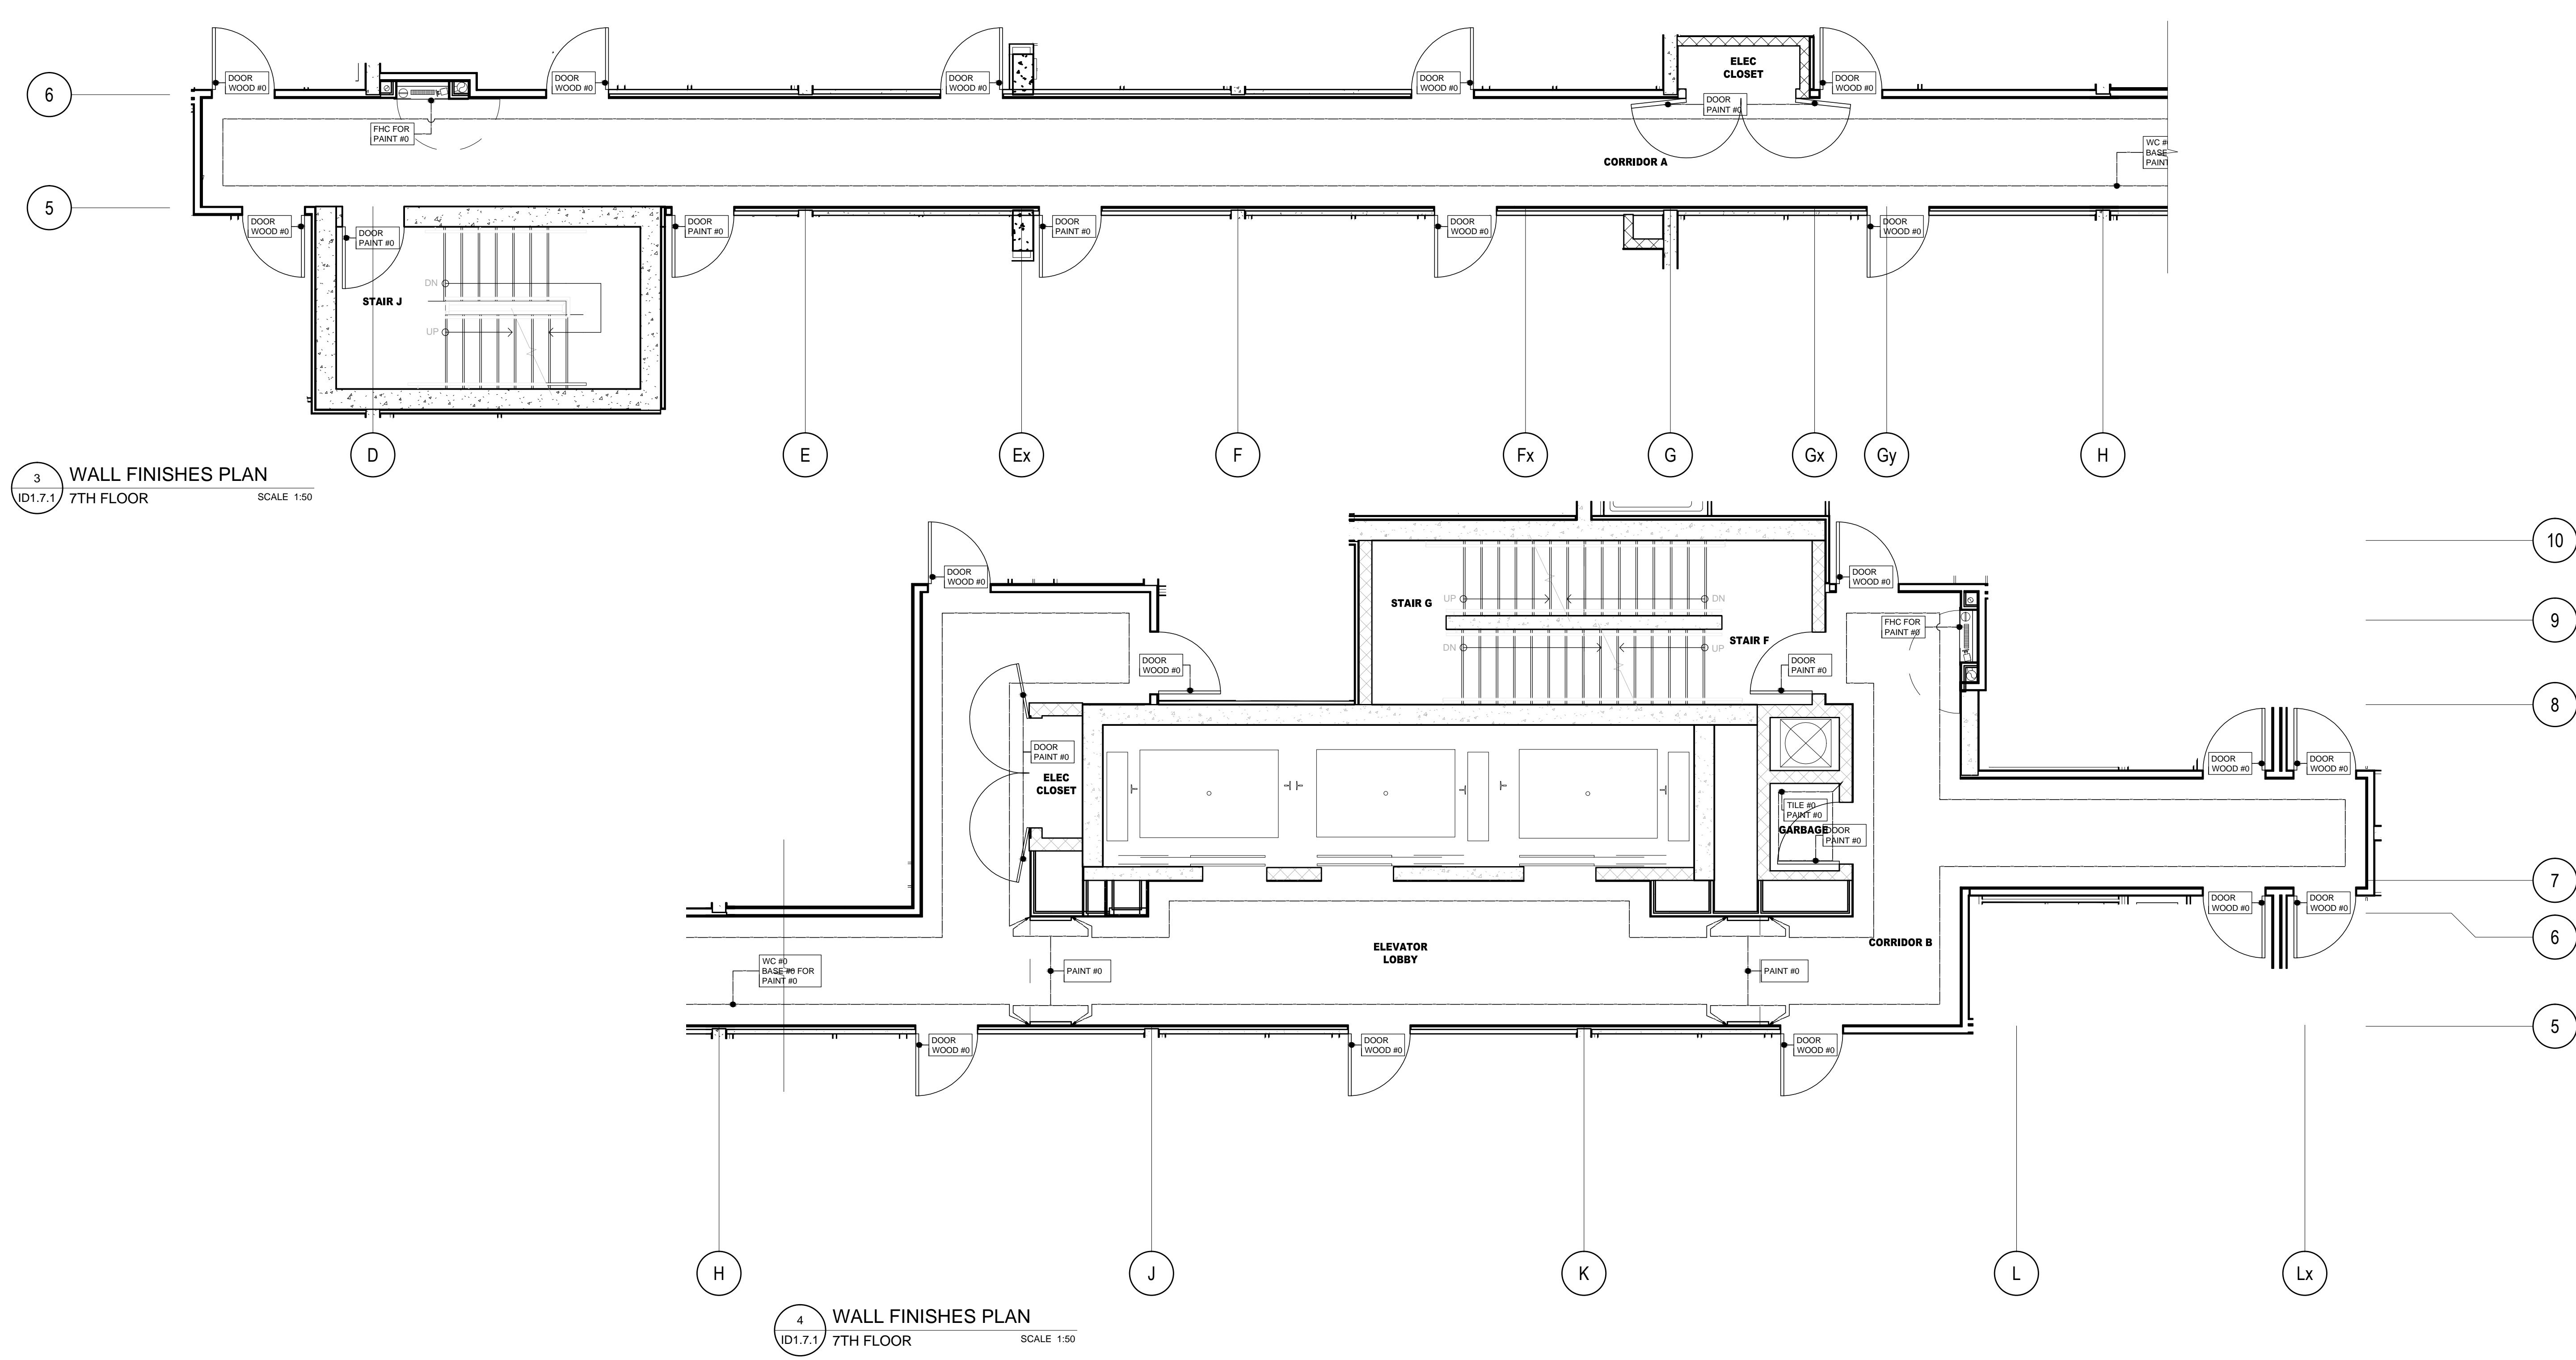 DOOR
WOOD #0
DOOR
WOOD #0
DOOR
WOOD #0
DOOR
WOOD #0
ELEC
CLOSET
DOOR
WOOD #0
6
DOOR
PAINT #0
FHC FOR
PAINT #0
CORRIDOR A
WC #
BASE
PAINT
5
DOOR
WOOD #0
DOOR
PAINT #0
DOOR
PAINT #0
DOOR
PAINT #0
DOOR
WOOD #0
DOOR
WOOD #0
DN
STAIR J
UP
D
E
Ex
F
Fx
G
Gx
Gy
H
3
ID1.7.1
WALL FINISHES PLAN
7TH FLOOR
SCALE 1:50
10
DOOR
WOOD #0
DOOR
WOOD #0
STAIR G
UP
DN
9
FHC FOR
PAINT #0
STAIR F
DN
UP
DOOR
WOOD #0
DOOR
PAINT #0
8
DOOR
PAINT #0
ELEC
CLOSET
DOOR
WOOD #0
DOOR
WOOD #0
TILE #0
PAINT #0
GARBAGE
DOOR
PAINT #0
7
DOOR
WOOD #0
DOOR
WOOD #0
6
ELEVATOR
LOBBY
CORRIDOR B
WC #0
BASE #0 FOR
PAINT #0
PAINT #0
PAINT #0
5
DOOR
WOOD #0
DOOR
WOOD #0
DOOR
WOOD #0
H
J
K
L
Lx
4
ID1.7.1
WALL FINISHES PLAN
7TH FLOOR
SCALE 1:50